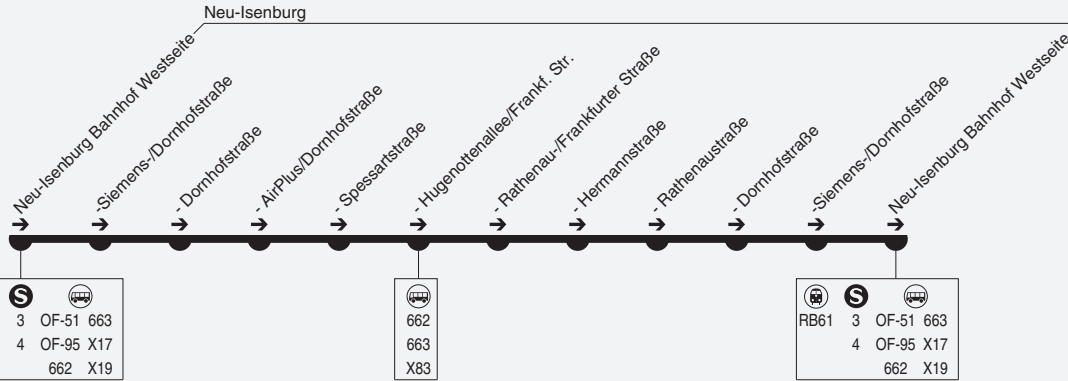 Neu-Isenburg
Neu-Isenburg Bahnhof Westseite
-Siemens-/Dornhofstraße
- Dornhofstraße
- AirPlus/Dornhofstraße
- Spessartstraße
- Hugenottenallee/Frankf. Str.
- Rathenau-/Frankfurter Straße
- Hermannstraße
- Rathenaustraße
- Dornhofstraße
-Siemens-/Dornhofstraße
Neu-Isenburg Bahnhof Westseite
S
3 OF-51 663
4 OF-95 X17
662 X19
662
663
X83
S
RB61 3 OF-51 663
4 OF-95 X17
662 X19